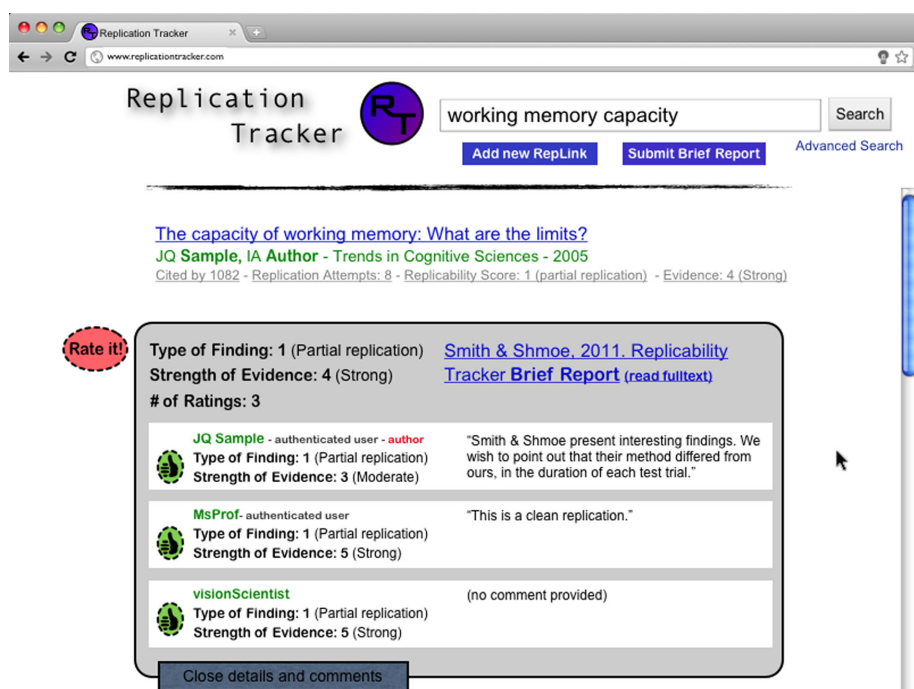 Replication Tracker
www.replicationtracker.com
Replication
Tracker
RT
working memory capacity
Search
Add new RepLink
Submit Brief Report
Advanced Search
The capacity of working memory: What are the limits?
JQ Sample, IA Author - Trends in Cognitive Sciences - 2005
Cited by 1082 - Replication Attempts: 8 - Replicability Score: 1 (partial replication) - Evidence: 4 (Strong)
Rate it!
Type of Finding: 1 (Partial replication)
Strength of Evidence: 4 (Strong)
# of Ratings: 3
Smith & Shmoe, 2011. Replicability
Tracker Brief Report (read fulltext)
JQ Sample - authenticated user - author
Type of Finding: 1 (Partial replication)
Strength of Evidence: 3 (Moderate)
“Smith & Shmoe present interesting findings. We
wish to point out that their method differed from
ours, in the duration of each test trial.”
MsProf- authenticated user
Type of Finding: 1 (Partial replication)
Strength of Evidence: 5 (Strong)
“This is a clean replication.”
visionScientist
Type of Finding: 1 (Partial replication)
Strength of Evidence: 5 (Strong)
(no comment provided)
Close details and comments